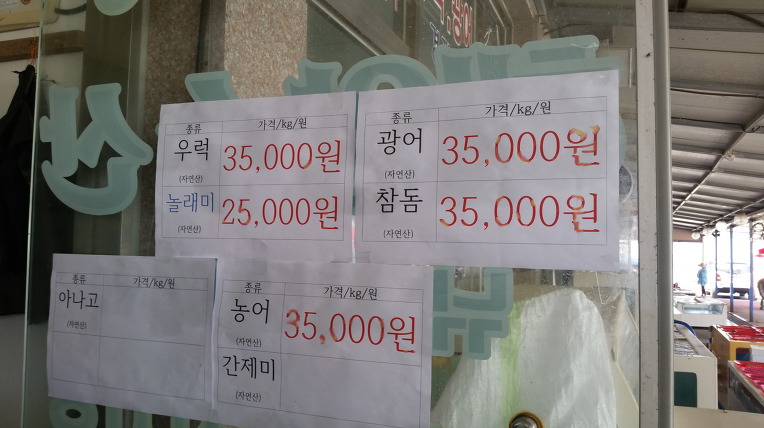 종류 가격/kg/원
우럭 35,000원
(자연산)
놀래미 25,000원
(자연산)
종류 가격/kg/원
광어 35,000원
(자연산)
참돔 35,000원
(자연산)
종류 가격/kg/원
아나고
(자연산)
종류 가격/kg/원
농어 35,000원
(자연산)
간제미
(자연산)
산